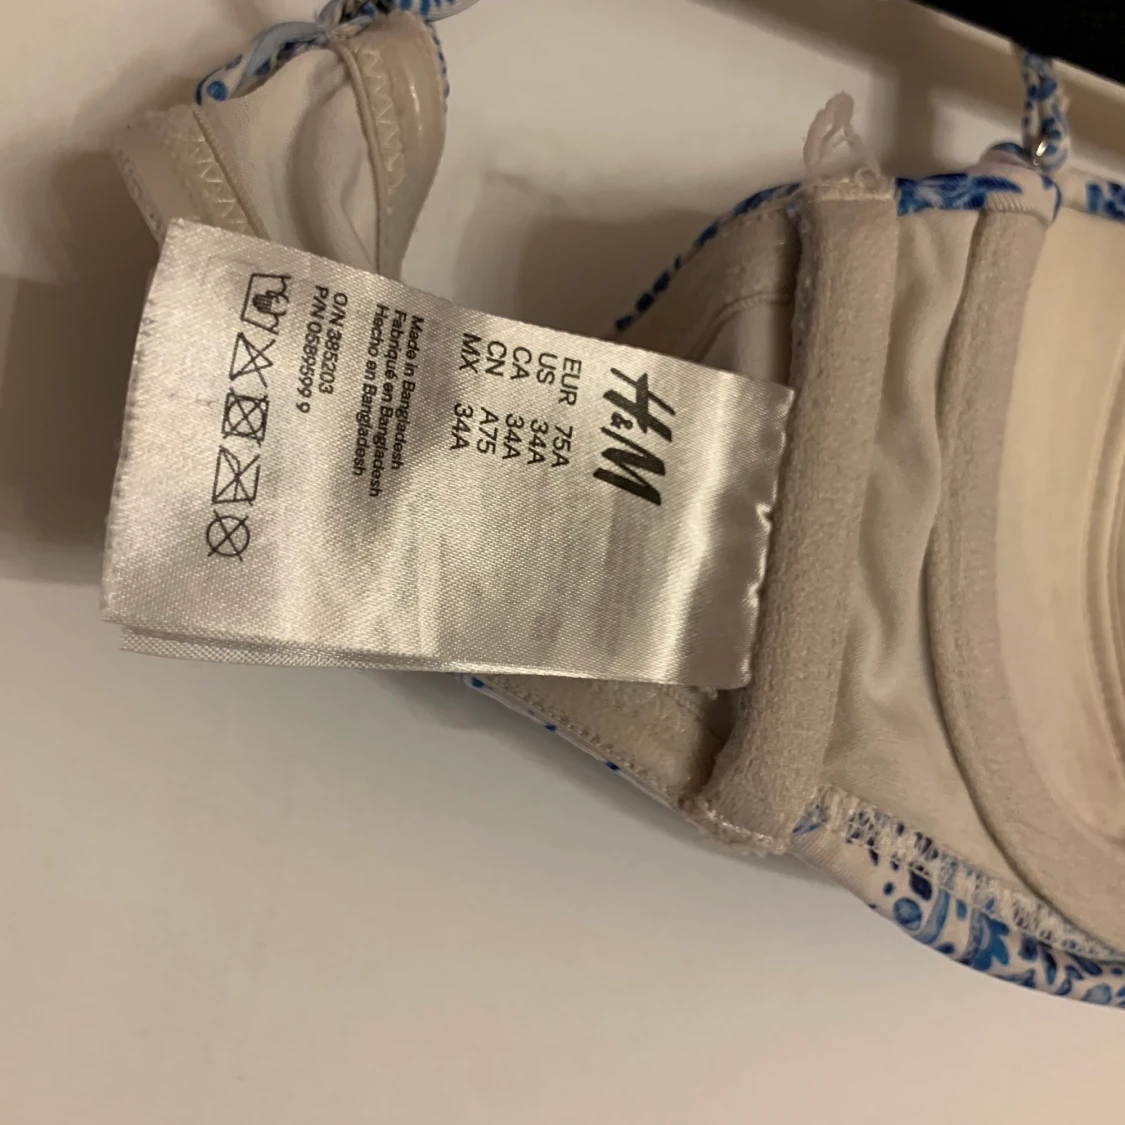 H&M
EUR 75A
US 34A
CA 34A
CN A75
MX 34A
Made in Bangladesh
Fabriqué en Bangladesh
Hecho en Bangladesh
O/N 385203
P/N 0589599 9